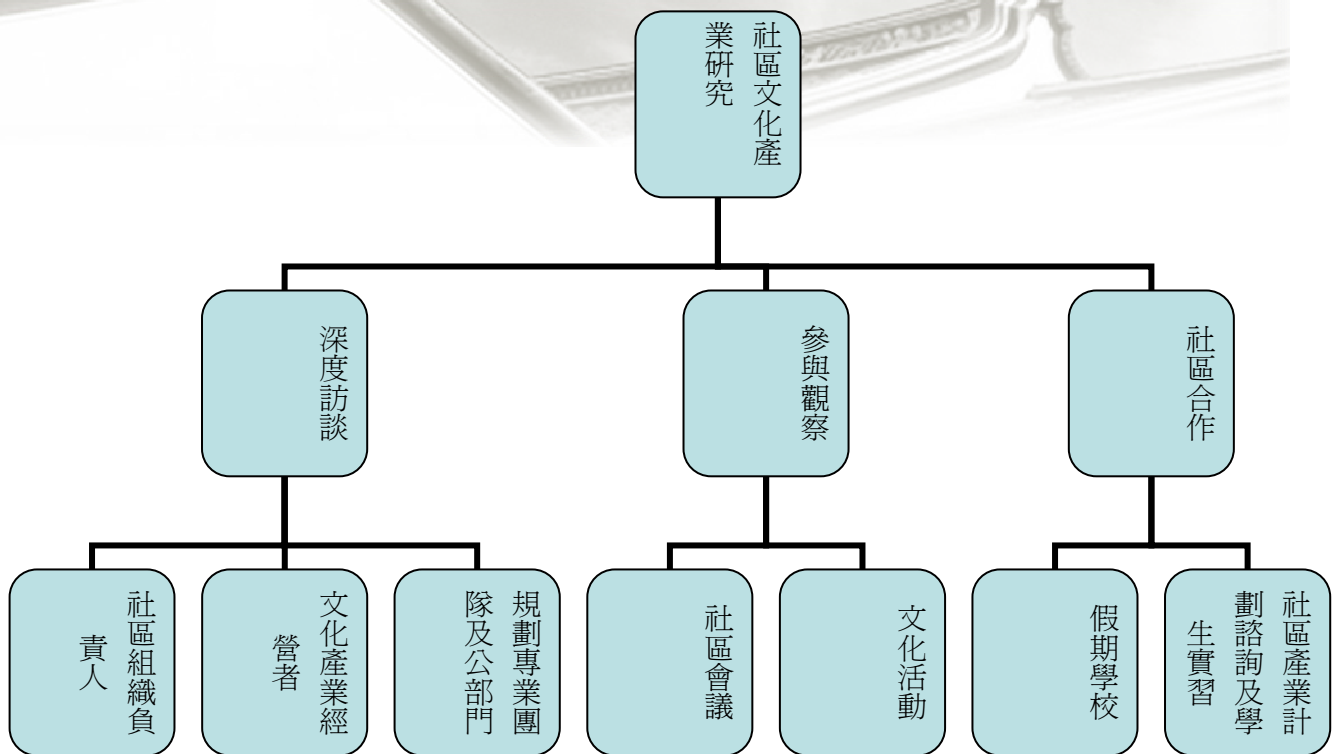 社區文化產
業研究
深度訪談
參與觀察
社區合作
社區組織負
責人
文化產業經
營者
規劃專業團
隊及公部門
社區會議
文化活動
假期學校
社區產業計
劃諮詢及學
生實習